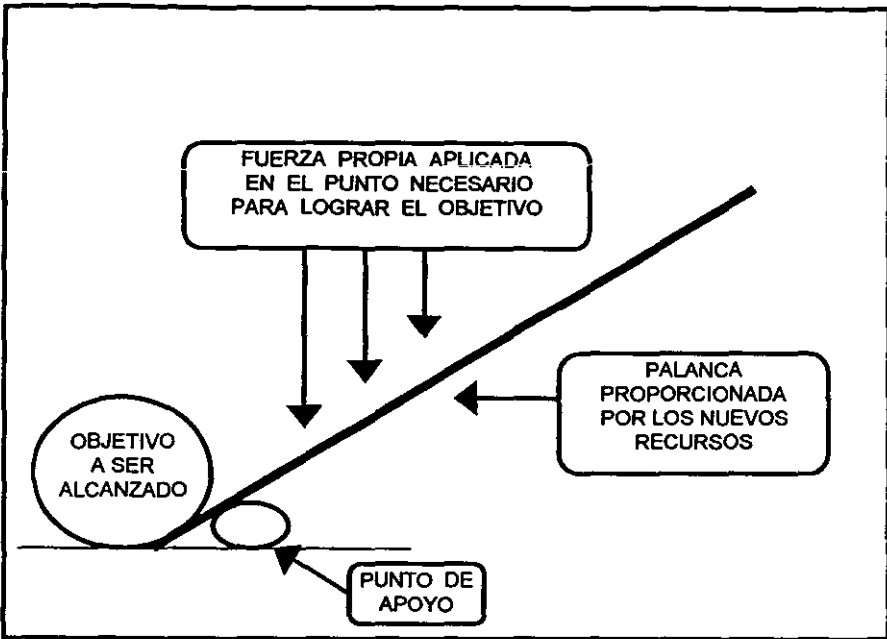 FUERZA PROPIA APLICADA
EN EL PUNTO NECESARIO
PARA LOGRAR EL OBJETIVO
PALANCA
PROPORCIONADA
POR LOS NUEVOS
RECURSOS
OBJETIVO
A SER
ALCANZADO
PUNTO DE
APOYO